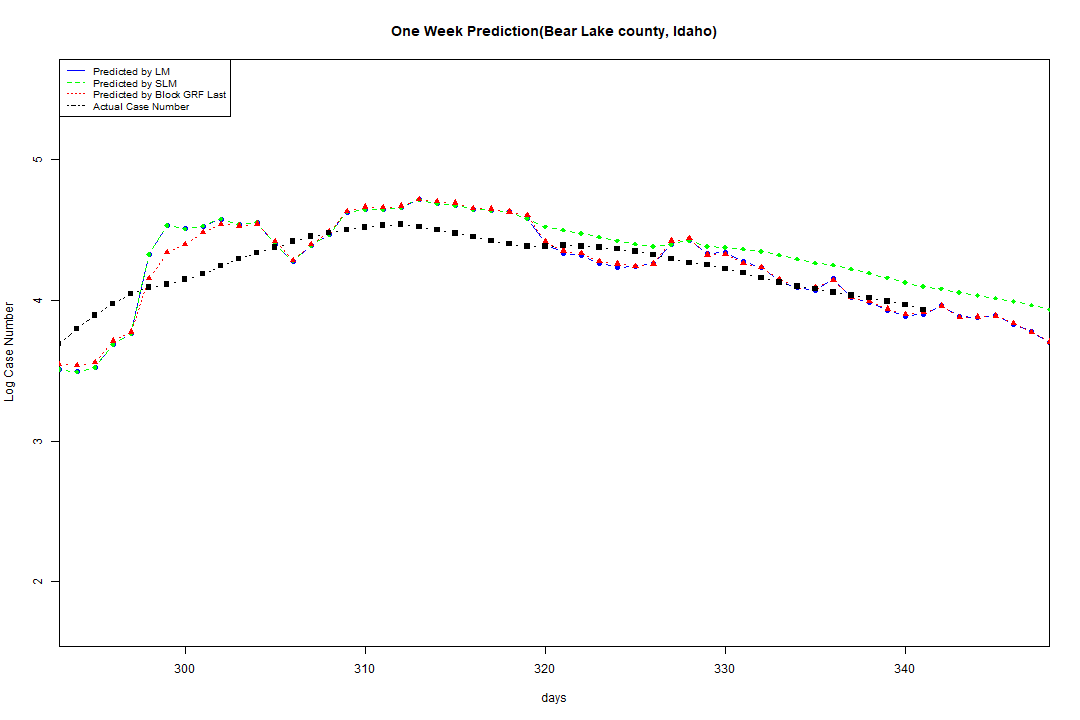 One Week Prediction(Bear Lake county, Idaho)
Predicted by LM
Predicted by SLM
Predicted by Block GRF Last
Actual Case Number
5
4
3
2
Log Case Number
300 310 320 330 340
days